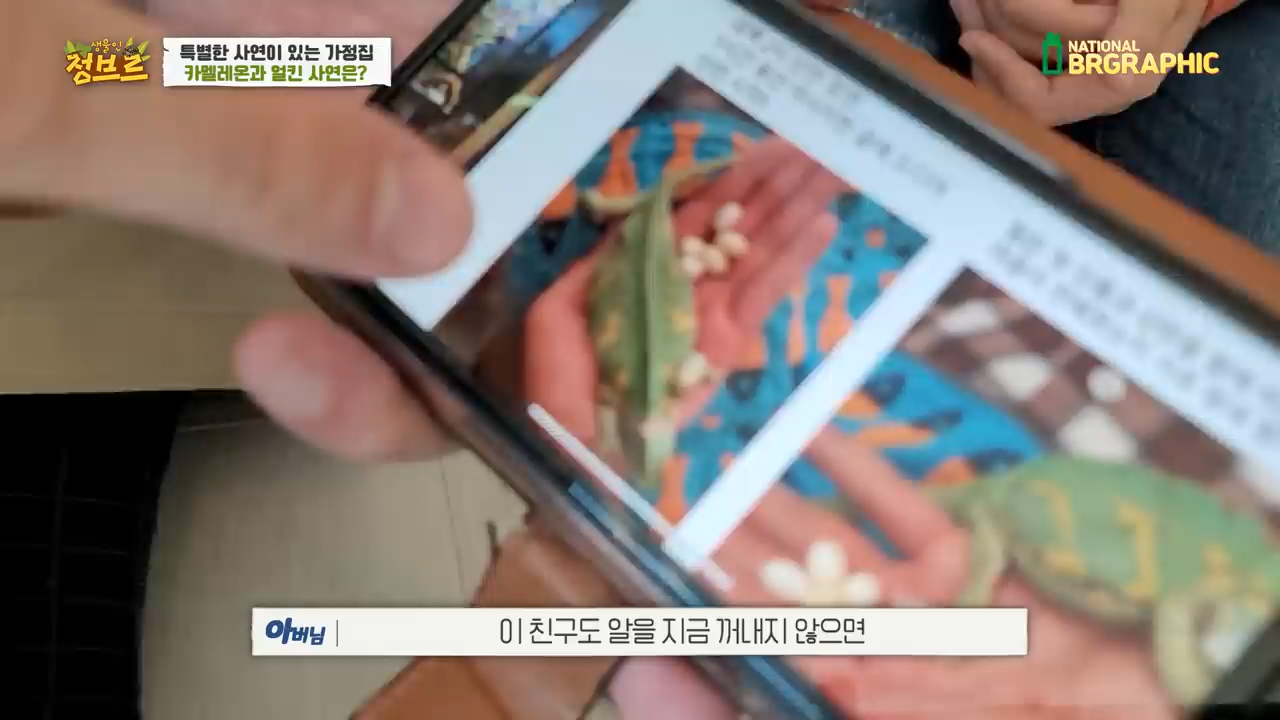 생물인
정브르
특별한 사연이 있는 가정집
카멜레온과 얽힌 사연은?
NATIONAL
BRGRAPHIC
아버님
이 친구도 알을 지금 꺼내지 않으면